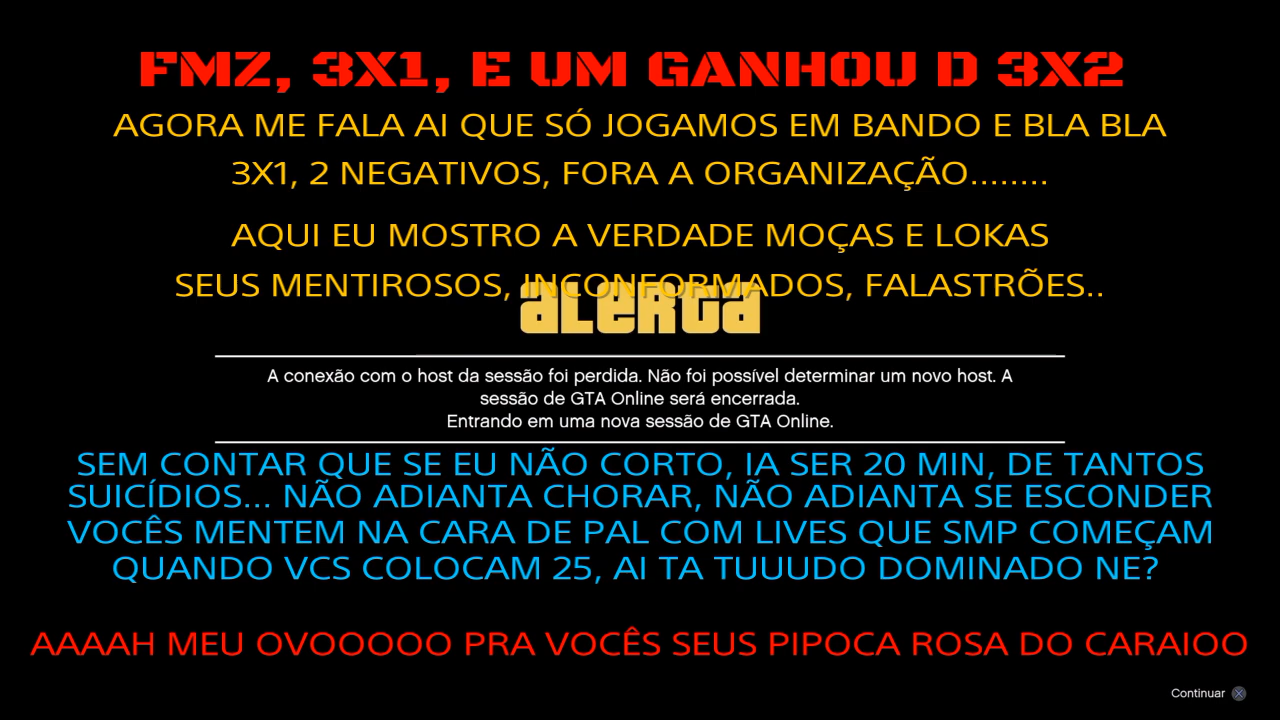 FMZ, 3X1, E UM GANHOU D 3X2
AGORA ME FALA AI QUE SÓ JOGAMOS EM BANDO E BLA BLA
3X1, 2 NEGATIVOS, FORA A ORGANIZAÇÃO........
AQUI EU MOSTRO A VERDADE MOÇAS E LOKAS
SEUS MENTIROSOS, INCONFORMADOS, FALASTRÕES..
alerta
A conexão com o host da sessão foi perdida. Não foi possível determinar um novo host. A
sessão de GTA Online será encerrada.
Entrando em uma nova sessão de GTA Online.
SEM CONTAR QUE SE EU NÃO CORTO, IA SER 20 MIN, DE TANTOS
SUICÍDIOS... NÃO ADIANTA CHORAR, NÃO ADIANTA SE ESCONDER
VOCÊS MENTEM NA CARA DE PAL COM LIVES QUE SMP COMEÇAM
QUANDO VCS COLOCAM 25, AI TA TUUUDO DOMINADO NE?
AAAAH MEU OVOOOOO PRA VOCÊS SEUS PIPOCA ROSA DO CARAIOO
Continuar